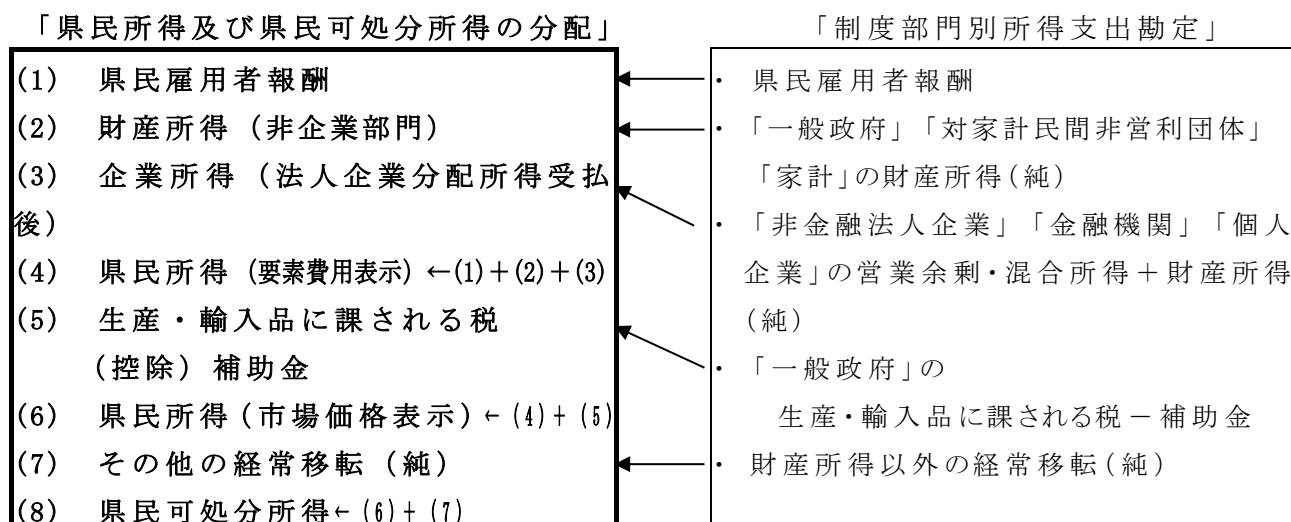 「県民所得及び県民可処分所得の分配」
(1) 県民雇用者報酬
(2) 財産所得（非企業部門）
(3) 企業所得（法人企業分配所得受払
後）
(4) 県民所得（要素費用表示）←(1)＋(2)＋(3)
(5) 生産・輸入品に課される税
（控除）補助金
(6) 県民所得（市場価格表示）←(4)＋(5)
(7) その他の経常移転（純）
(8) 県民可処分所得←(6)＋(7)
「制度部門別所得支出勘定」
・ 県民雇用者報酬
・「一般政府」「対家計民間非営利団体」
「家計」の財産所得（純）
・「非金融法人企業」「金融機関」「個人
企業」の営業余剰・混合所得＋財産所得
（純）
・「一般政府」の
生産・輸入品に課される税－補助金
・ 財産所得以外の経常移転（純）